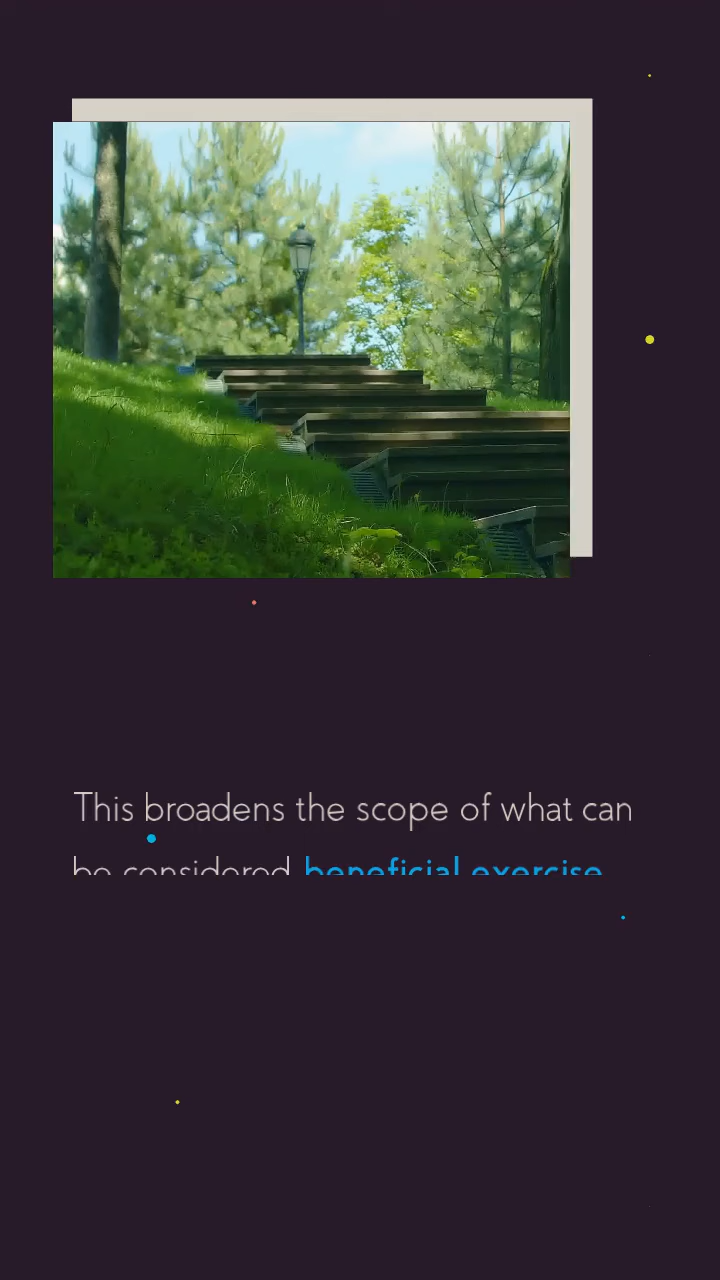 This broadens the scope of what can
be considered beneficial exercise